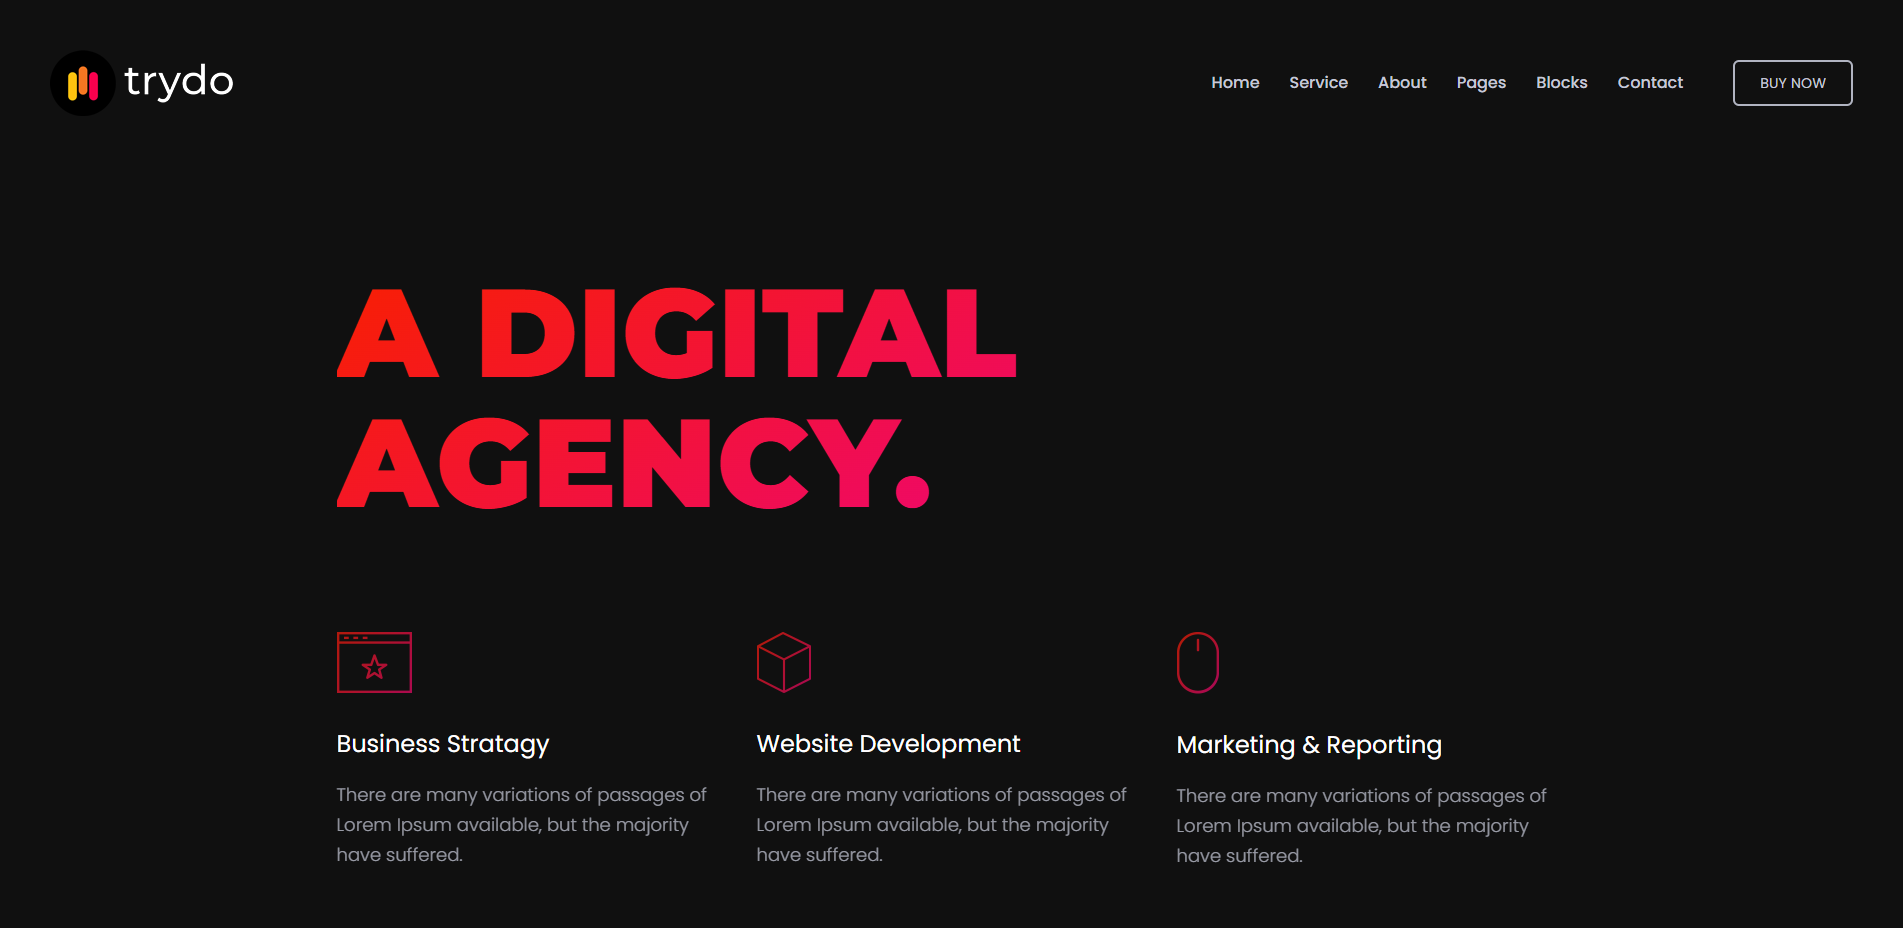 trydo
Home Service About Pages Blocks Contact BUY NOW
A DIGITAL
AGENCY.
Business Stratagy
There are many variations of passages of
Lorem Ipsum available, but the majority
have suffered.
Website Development
There are many variations of passages of
Lorem Ipsum available, but the majority
have suffered.
Marketing & Reporting
There are many variations of passages of
Lorem Ipsum available, but the majority
have suffered.